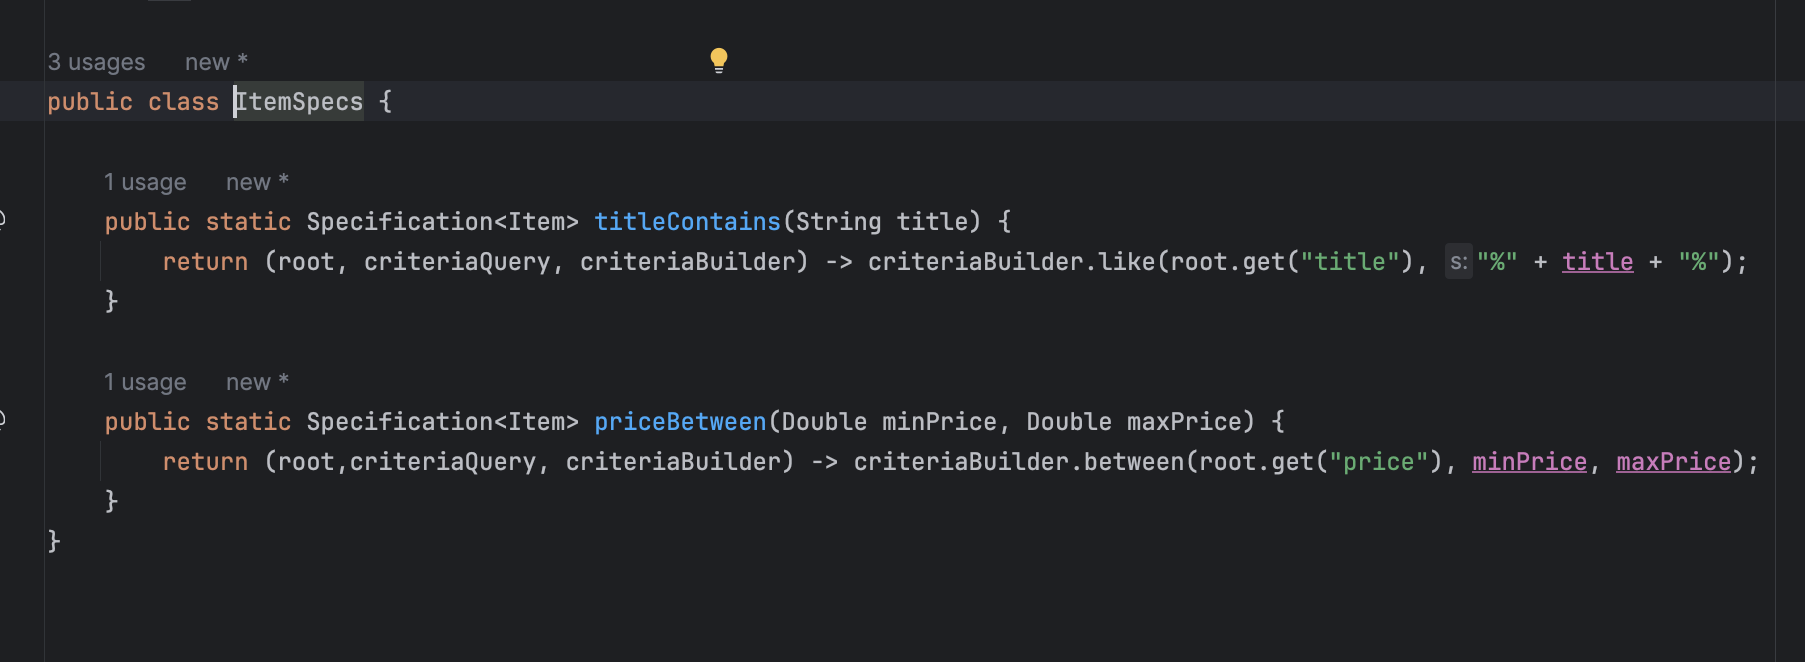 3 usages new *
public class ItemSpecs {
1 usage new *
public static Specification<Item> titleContains(String title) {
return (root, criteriaQuery, criteriaBuilder) -> criteriaBuilder.like(root.get("title"), s: "%" + title + "%");
}
1 usage new *
public static Specification<Item> priceBetween(Double minPrice, Double maxPrice) {
return (root,criteriaQuery, criteriaBuilder) -> criteriaBuilder.between(root.get("price"), minPrice, maxPrice);
}
}